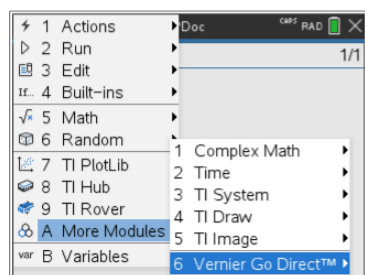 1 Actions
Doc
CAPS RAD
2 Run
1/1
3 Edit
If... 4 Built-ins
√x 5 Math
6 Random
7 TI PlotLib
8 TI Hub
9 TI Rover
A More Modules
var B Variables
1 Complex Math
2 Time
3 TI System
4 TI Draw
5 TI Image
6 Vernier Go Direct™